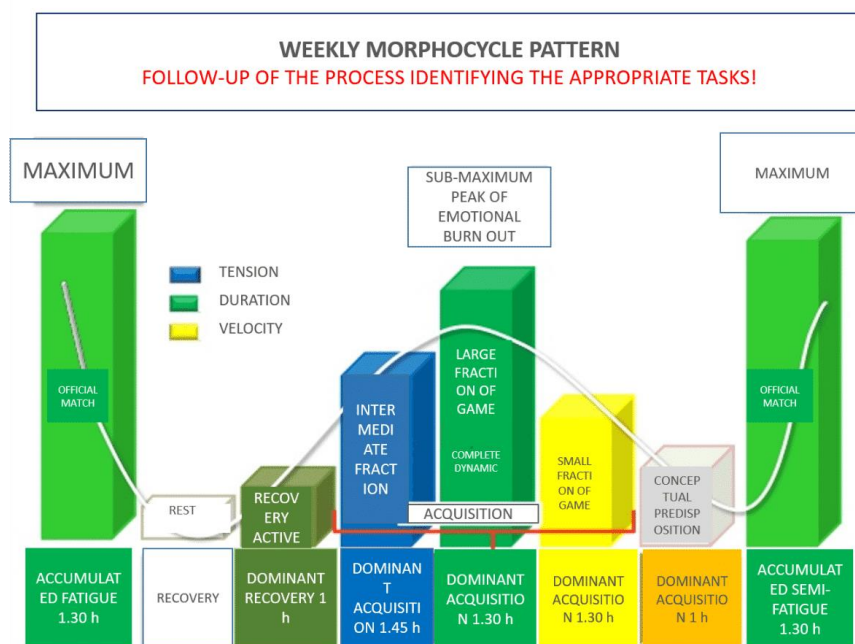 WEEKLY MORPHOCYCLE PATTERN
FOLLOW-UP OF THE PROCESS IDENTIFYING THE APPROPRIATE TASKS!
MAXIMUM
SUB-MAXIMUM
PEAK OF
EMOTIONAL
BURN OUT
MAXIMUM
TENSION
DURATION
VELOCITY
OFFICIAL
MATCH
REST
RECOV
ERY
ACTIVE
INTER
MEDI
ATE
FRACT
ION
LARGE
FRACTI
ON OF
GAME
COMPLETE
DYNAMIC
SMALL
FRACTI
ON OF
GAME
CONCE
PTUAL
PREDISP
OSITION
OFFICIAL
MATCH
ACQUISITION
ACCUMULAT
ED FATIGUE
1.30 h
RECOVERY
DOMINANT
RECOVERY 1
h
DOMINAN
T
ACQUISITI
ON 1.45 h
DOMINANT
ACQUISITIO
N 1.30 h
DOMINANT
ACQUISITIO
N 1.30 h
DOMINANT
ACQUISITIO
N 1 h
ACCUMULAT
ED SEMI-
FATIGUE
1.30 h